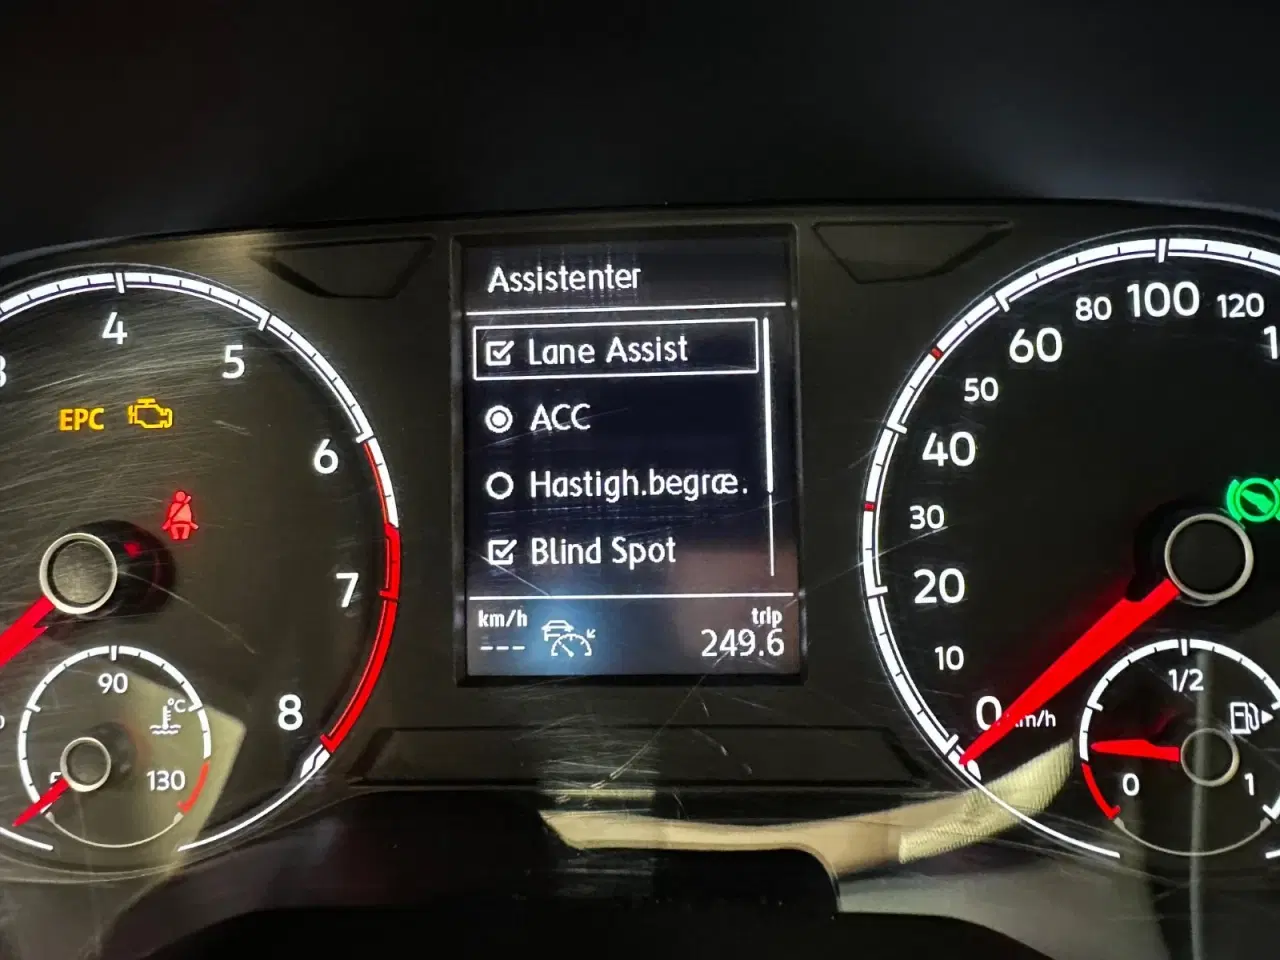 Assistenter
Lane Assist
ACC
Hastigh.begræ.
Blind Spot
km/h
---
trip
249.6
4
5
6
7
8
EPC
90
°C
130
0
10
20
30
40
50
60
80
100
120
km/h
1/2
0
1